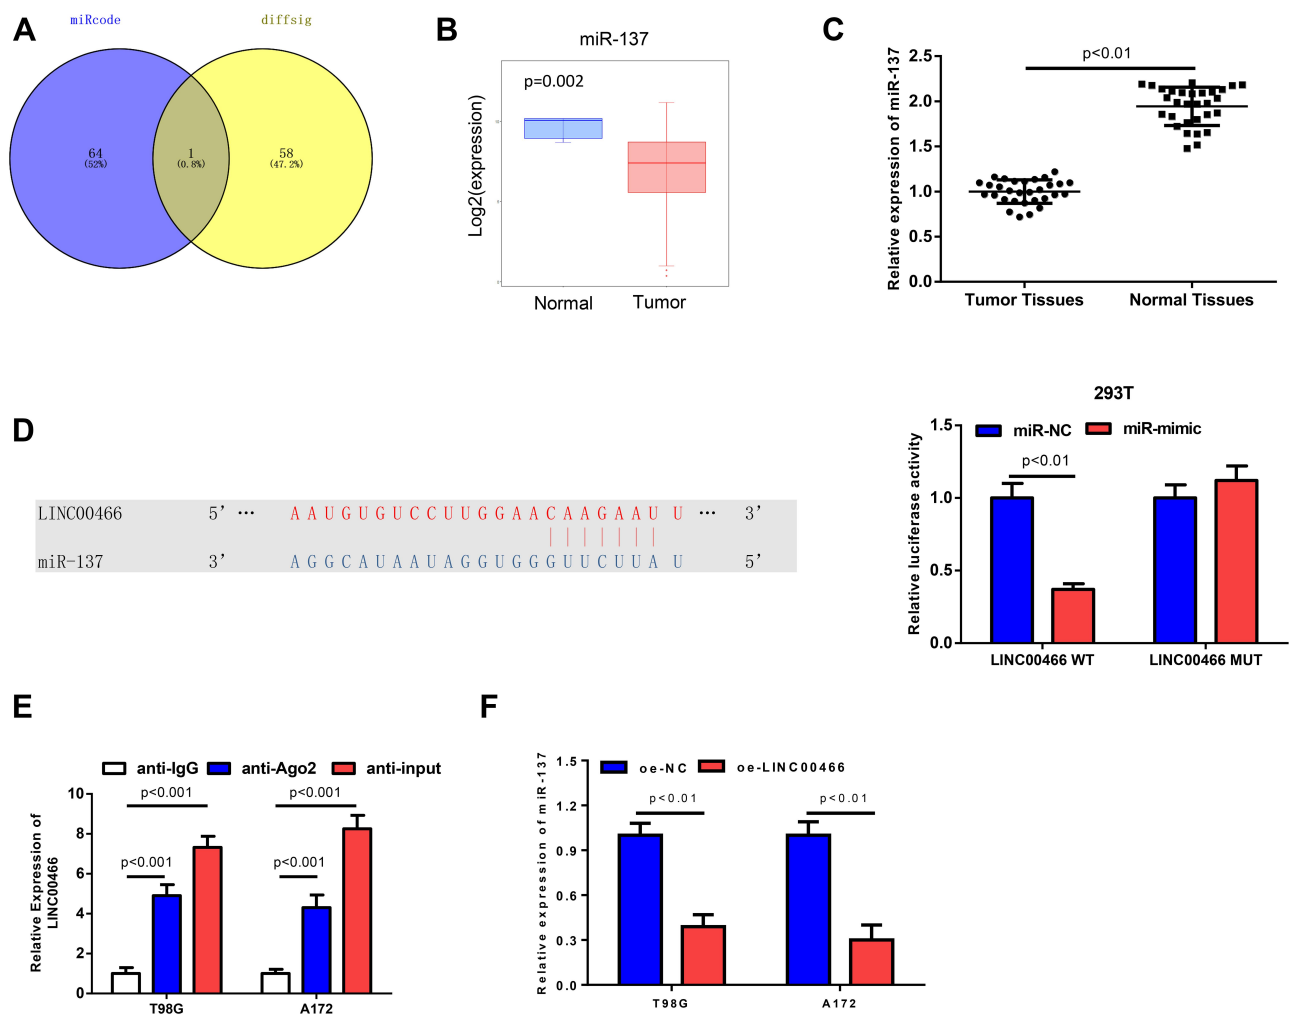 A
miRcode
diffsig
64
(52%)
1
(0.8%)
58
(47.2%)
B
miR-137
p=0.002
Log2(expression)
Normal
Tumor
C
p<0.01
Relative expression of miR-137
2.5
2.0
1.5
1.0
0.5
0.0
Tumor Tissues
Normal Tissues
D
LINC00466 5’ ··· AAUGUGUCCUUGGAACAAGAAUU ··· 3’
miR-137 3’ AGGCAUAAUAGGUGGGUUCUUAU 5’
293T
miR-NC
miR-mimic
p<0.01
Relative luciferase activity
1.5
1.0
0.5
0.0
LINC00466 WT
LINC00466 MUT
E
anti-IgG
anti-Ago2
anti-input
Relative Expression of
LINC00466
10
8
6
4
2
0
p<0.001
p<0.001
p<0.001
p<0.001
T98G
A172
F
oe-NC
oe-LINC00466
Relative expression of miR-137
1.5
1.2
0.9
0.6
0.3
0.0
p<0.01
p<0.01
T98G
A172